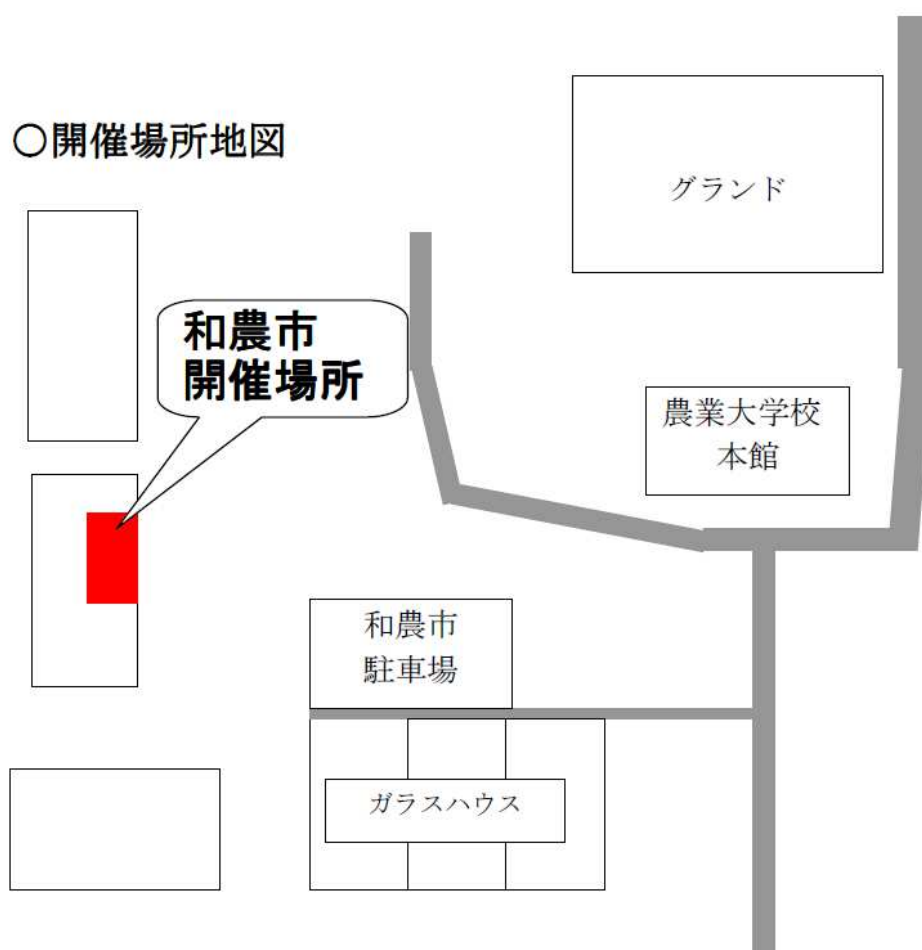 ○開催場所地図
グランド
和農市
開催場所
農業大学校
本館
和農市
駐車場
ガラスハウス